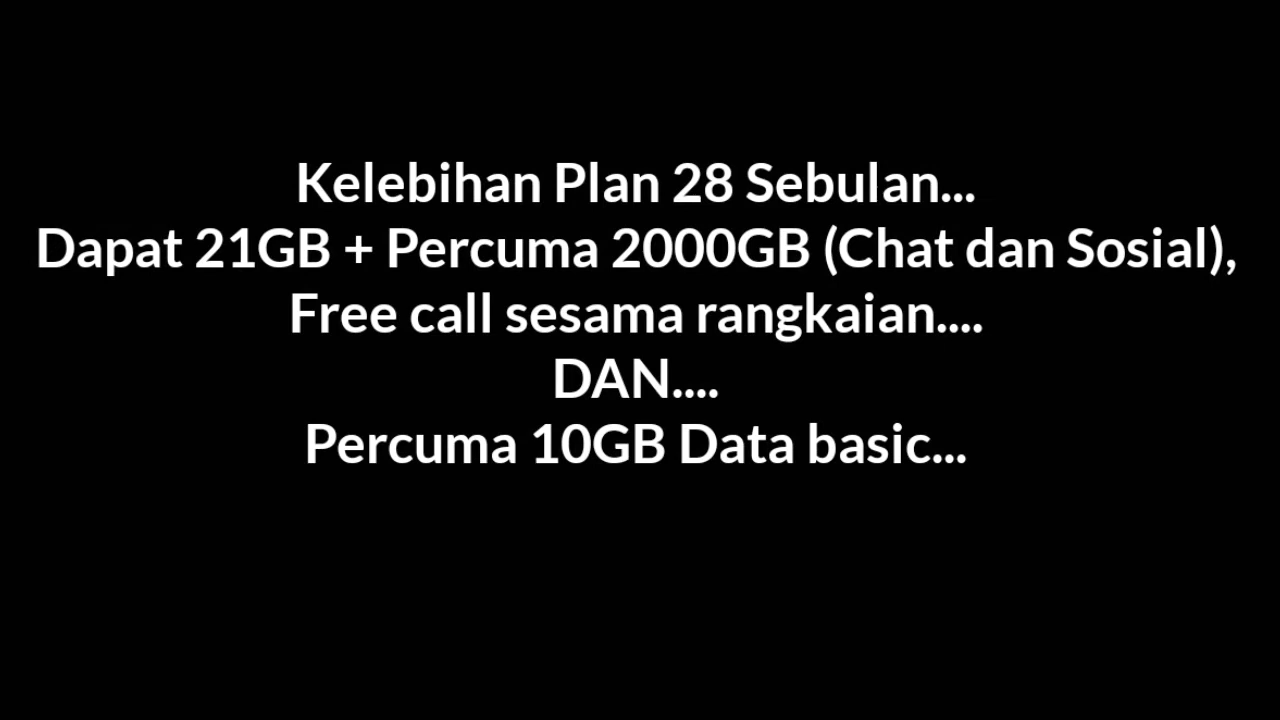 Kelebihan Plan 28 Sebulan...
Dapat 21GB + Percuma 2000GB (Chat dan Sosial),
Free call sesama rangkaian....
DAN....
Percuma 10GB Data basic...